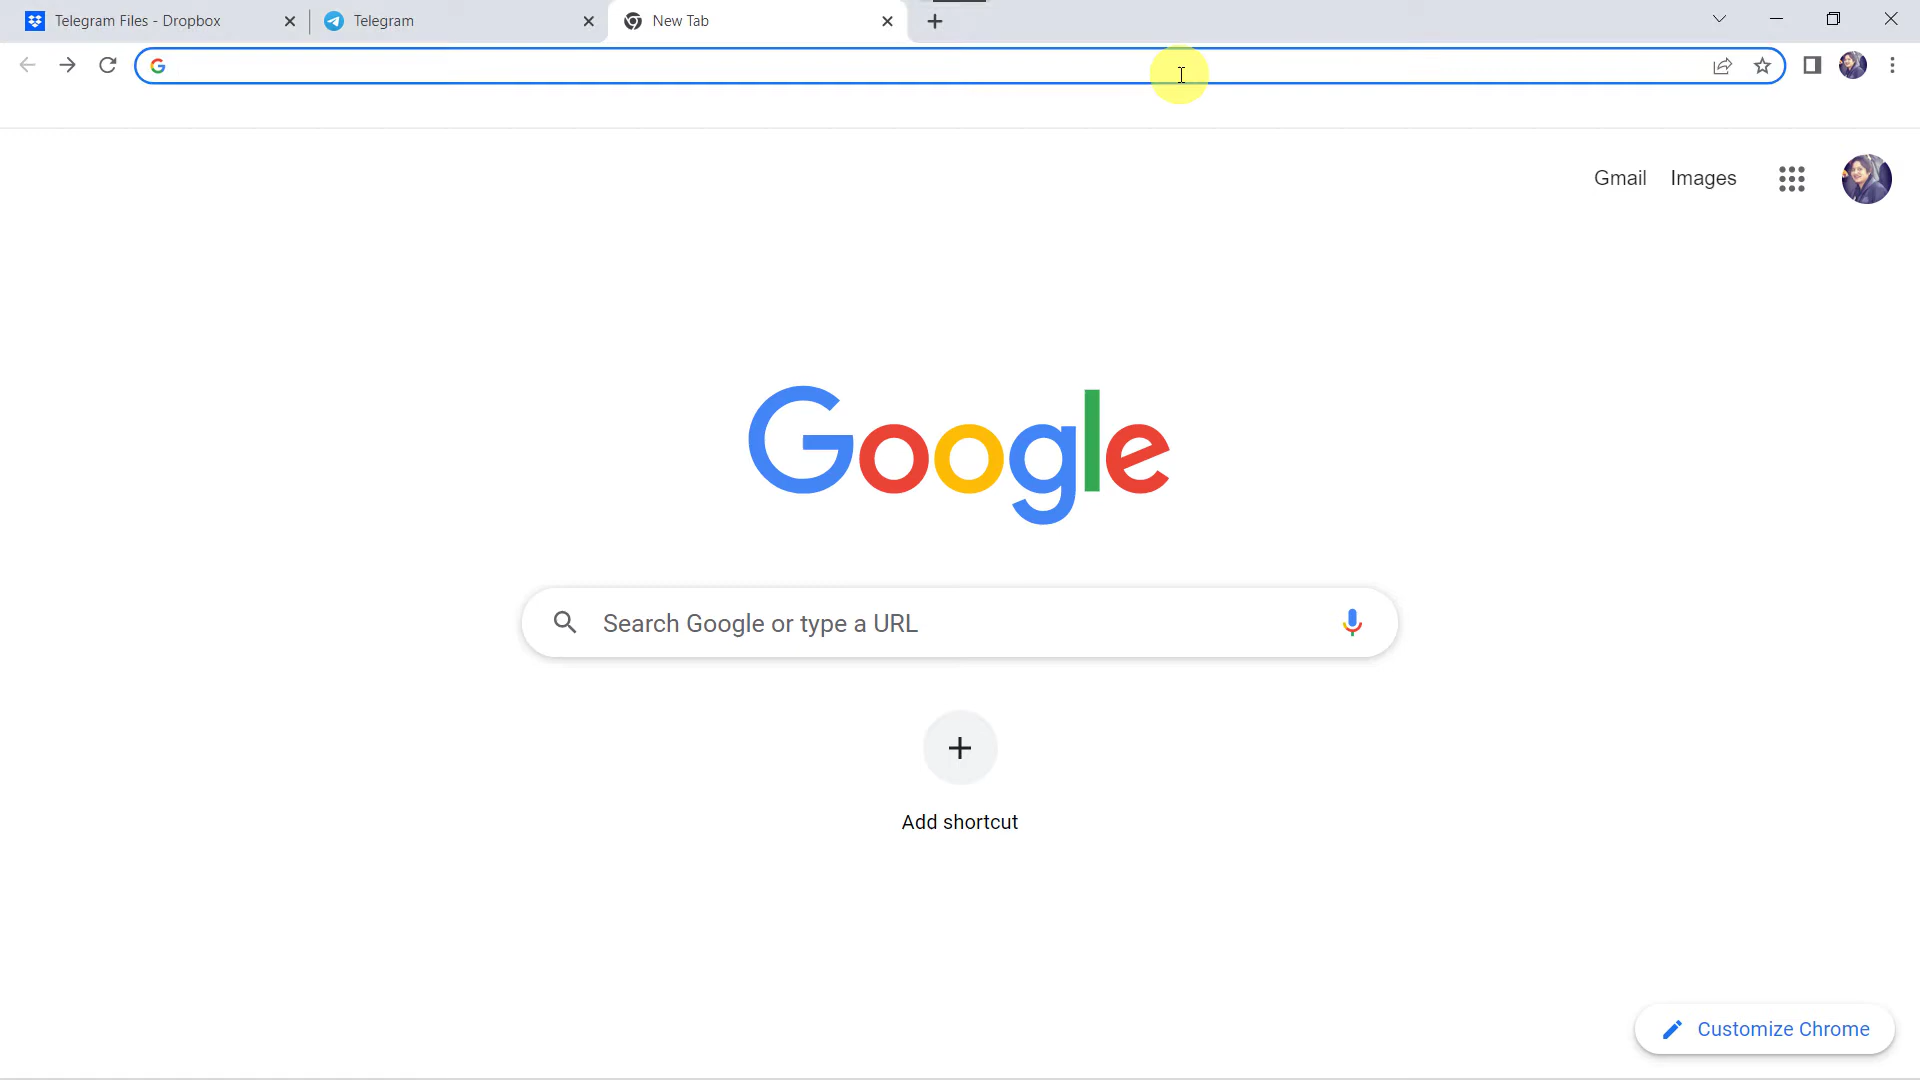 Telegram Files - Dropbox
Telegram
New Tab
Gmail
Images
Google
Search Google or type a URL
Add shortcut
Customize Chrome